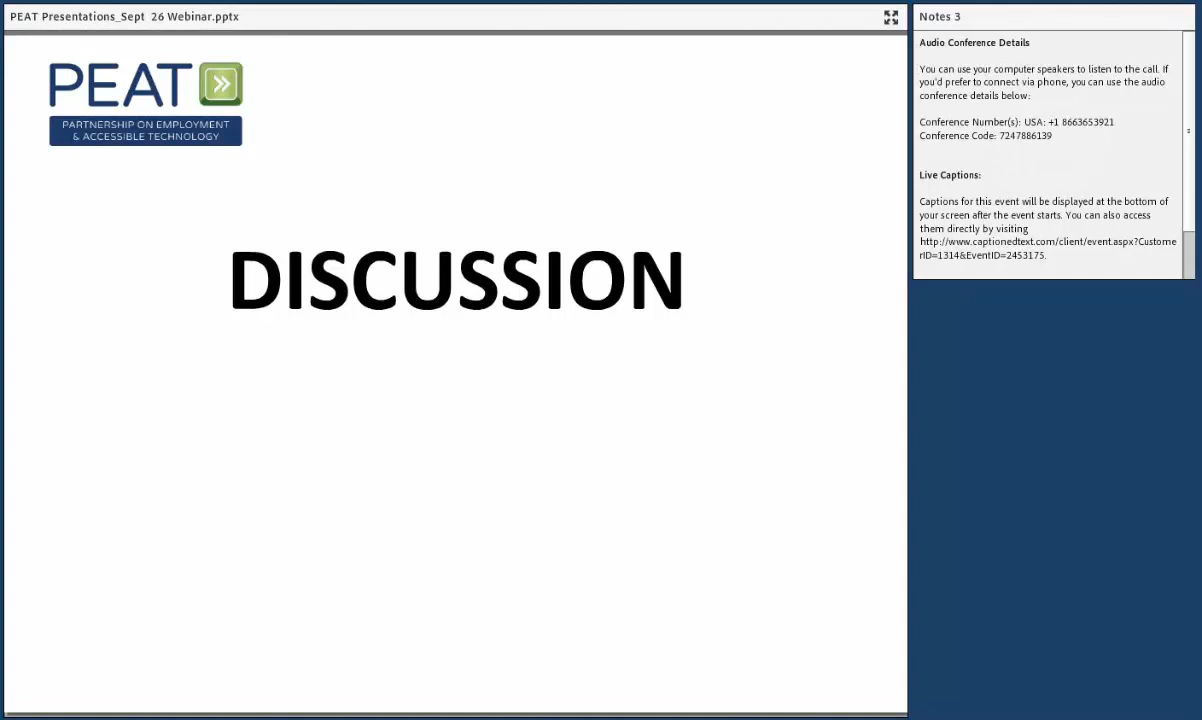 PEAT Presentations_Sept 26 Webinar.pptx
PEAT
PARTNERSHIP ON EMPLOYMENT
& ACCESSIBLE TECHNOLOGY
DISCUSSION
Notes 3
Audio Conference Details
You can use your computer speakers to listen to the call. If
you'd prefer to connect via phone, you can use the audio
conference details below:
Conference Number(s): USA: +1 8663653921
Conference Code: 7247886139
Live Captions:
Captions for this event will be displayed at the bottom of
your screen after the event starts. You can also access
them directly by visiting
http://www.captionedtext.com/client/event.aspx?Custome
rID=1314&EventID=2453175.